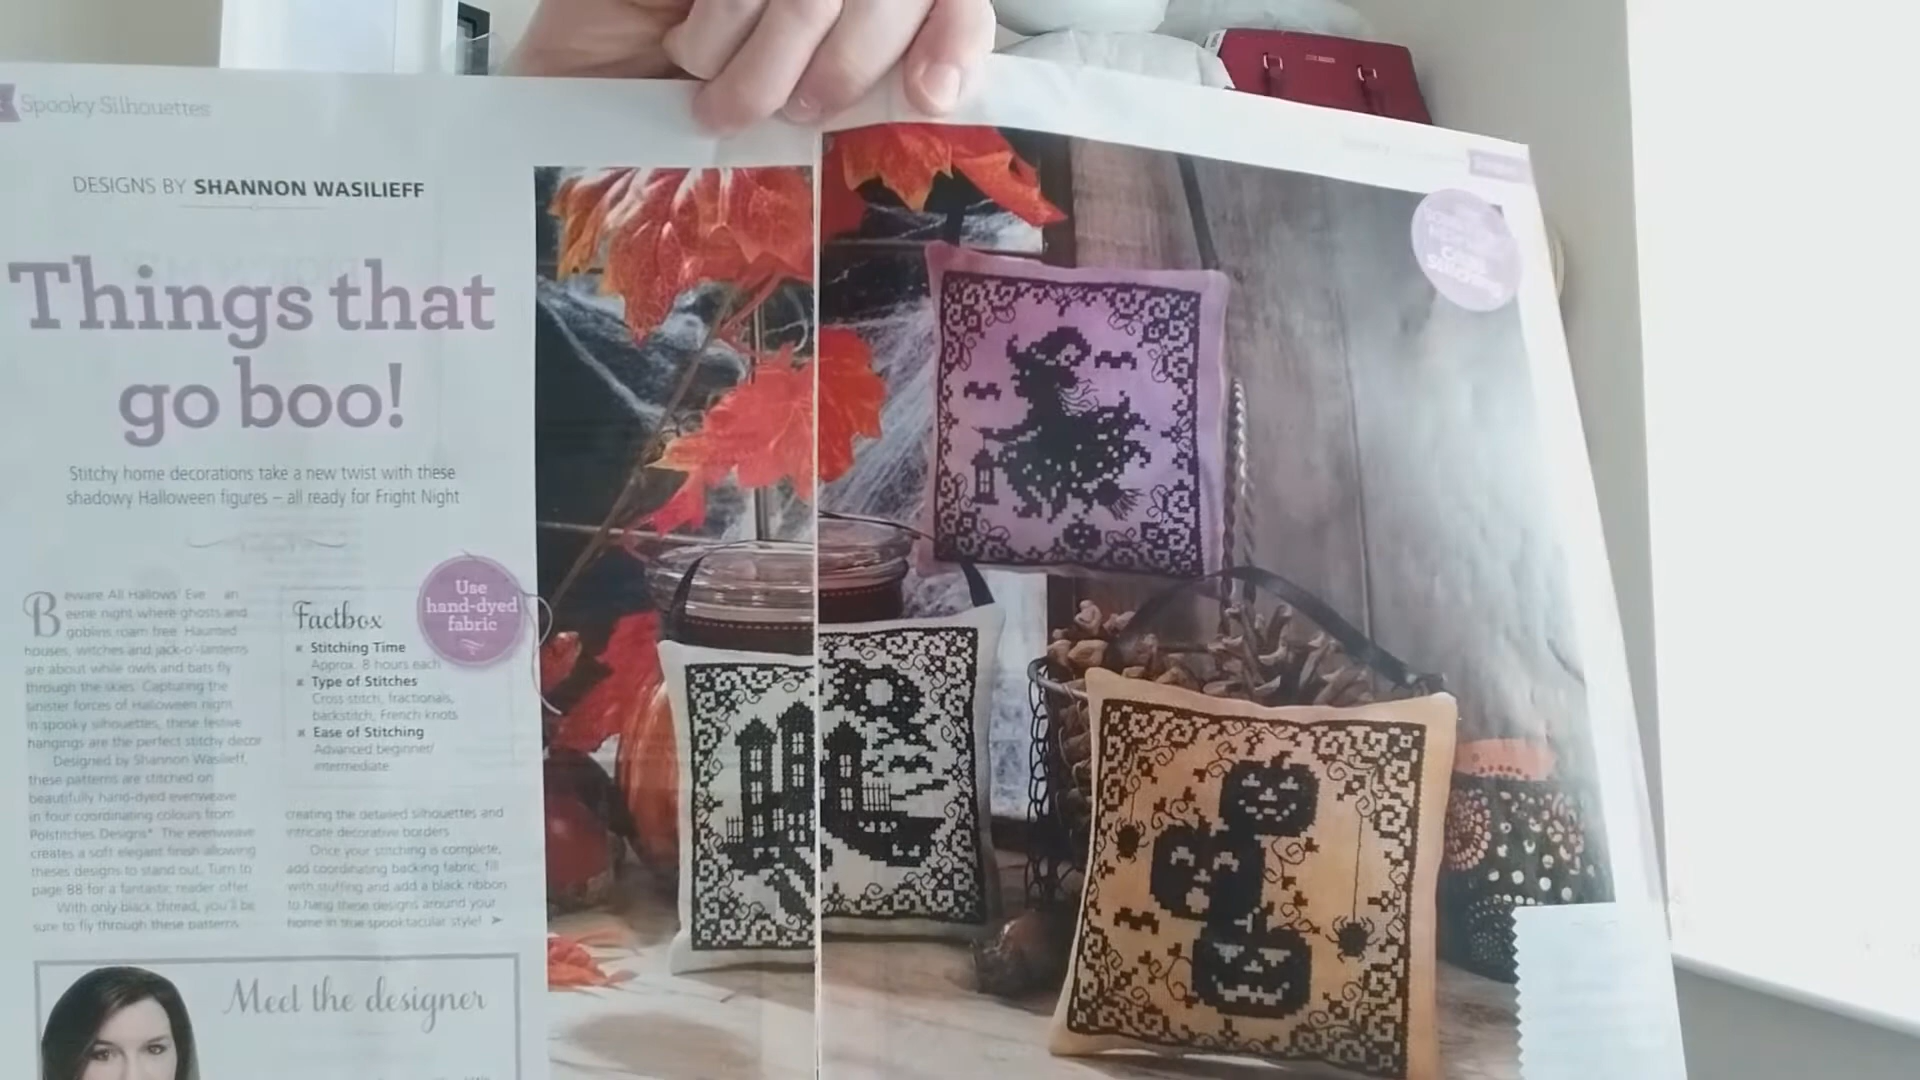 Spooky Silhouettes
DESIGNS BY SHANNON WASILIEFF
Things that
go boo!
Stitchy home decorations take a new twist with these
shadowy Halloween figures – all ready for Fright Night
Beware All Hallows' Eve an
eerie night where ghosts and
goblins roam free. Haunted
houses, witches and jack-o'-lanterns
are about while owls and bats fly
through the skies. Capturing the
sinister forces of Halloween night
in spooky silhouettes, these festive
hangings are the perfect stitchy decor
Designed by Shannon Wasilieff,
these patterns are stitched on
beautifully hand-dyed evenweave
in four coordinating colours from
Polstitches Designs*. The evenweave
creates a soft elegant finish allowing
theses designs to stand out. Turn to
page 88 for a fantastic reader offer.
With only black thread, you'll be
sure to fly through these patterns
Factbox
Stitching Time
Approx. 8 hours each
Type of Stitches
Cross stitch, fractionals,
backstitch, French knots
Ease of Stitching
Advanced beginner/
intermediate
Use
hand-dyed
fabric
creating the detailed silhouettes and
intricate decorative borders
Once your stitching is complete,
add coordinating backing fabric, fill
with stuffing and add a black ribbon
to hang these designs around your
home in true spooktacular style! ➤
Meet the designer
Cross
Stitching